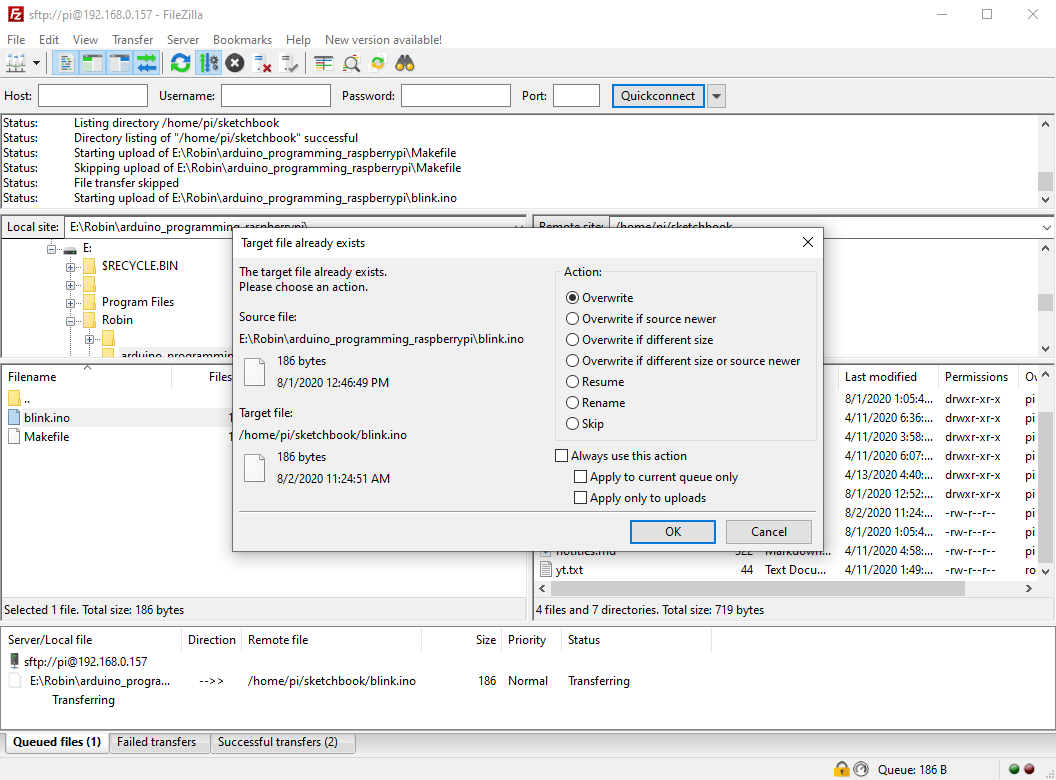 sftp://pi@192.168.0.157 - FileZilla
File Edit View Transfer Server Bookmarks Help New version available!
Host: Username: Password: Port: Quickconnect
Status: Listing directory /home/pi/sketchbook
Status: Directory listing of "/home/pi/sketchbook" successful
Status: Starting upload of E:\Robin\arduino_programming_raspberrypi\Makefile
Status: Skipping upload of E:\Robin\arduino_programming_raspberrypi\Makefile
Status: File transfer skipped
Status: Starting upload of E:\Robin\arduino_programming_raspberrypi\blink.ino
Local site: E:\Robin\arduino_programming_raspberrypi\
Remote site: /home/pi/sketchbook
E:
$RECYCLE.BIN
Program Files
Robin
arduino_programmin
Target file already exists
The target file already exists.
Please choose an action.
Source file:
E:\Robin\arduino_programming_raspberrypi\blink.ino
186 bytes
8/1/2020 12:46:49 PM
Target file:
/home/pi/sketchbook/blink.ino
186 bytes
8/2/2020 11:24:51 AM
Action:
Overwrite
Overwrite if source newer
Overwrite if different size
Overwrite if different size or source newer
Resume
Rename
Skip
Always use this action
Apply to current queue only
Apply only to uploads
OK Cancel
Filename Files
..
blink.ino 1
Makefile 1
Selected 1 file. Total size: 186 bytes
Last modified Permissions Ov
8/1/2020 1:05:4... drwxr-xr-x pi
4/11/2020 6:36:... drwxr-xr-x pi
4/11/2020 3:58:... drwxr-xr-x pi
4/11/2020 6:07:... drwxr-xr-x pi
4/13/2020 4:40:... drwxr-xr-x pi
8/1/2020 12:52:... drwxr-xr-x pi
8/2/2020 11:24:... -rw-r--r-- pi
8/1/2020 1:05:4... -rw-r--r-- pi
notities.md 322 Markdown... 4/11/2020 4:58:... -rw-r--r-- pi
yt.txt 44 Text Docu... 4/11/2020 1:49:... -rw-r--r-- ro
4 files and 7 directories. Total size: 719 bytes
Server/Local file Direction Remote file Size Priority Status
sftp://pi@192.168.0.157
E:\Robin\arduino_progra... -->> /home/pi/sketchbook/blink.ino 186 Normal Transferring
Transferring
Queued files (1) Failed transfers Successful transfers (2)
Queue: 186 B